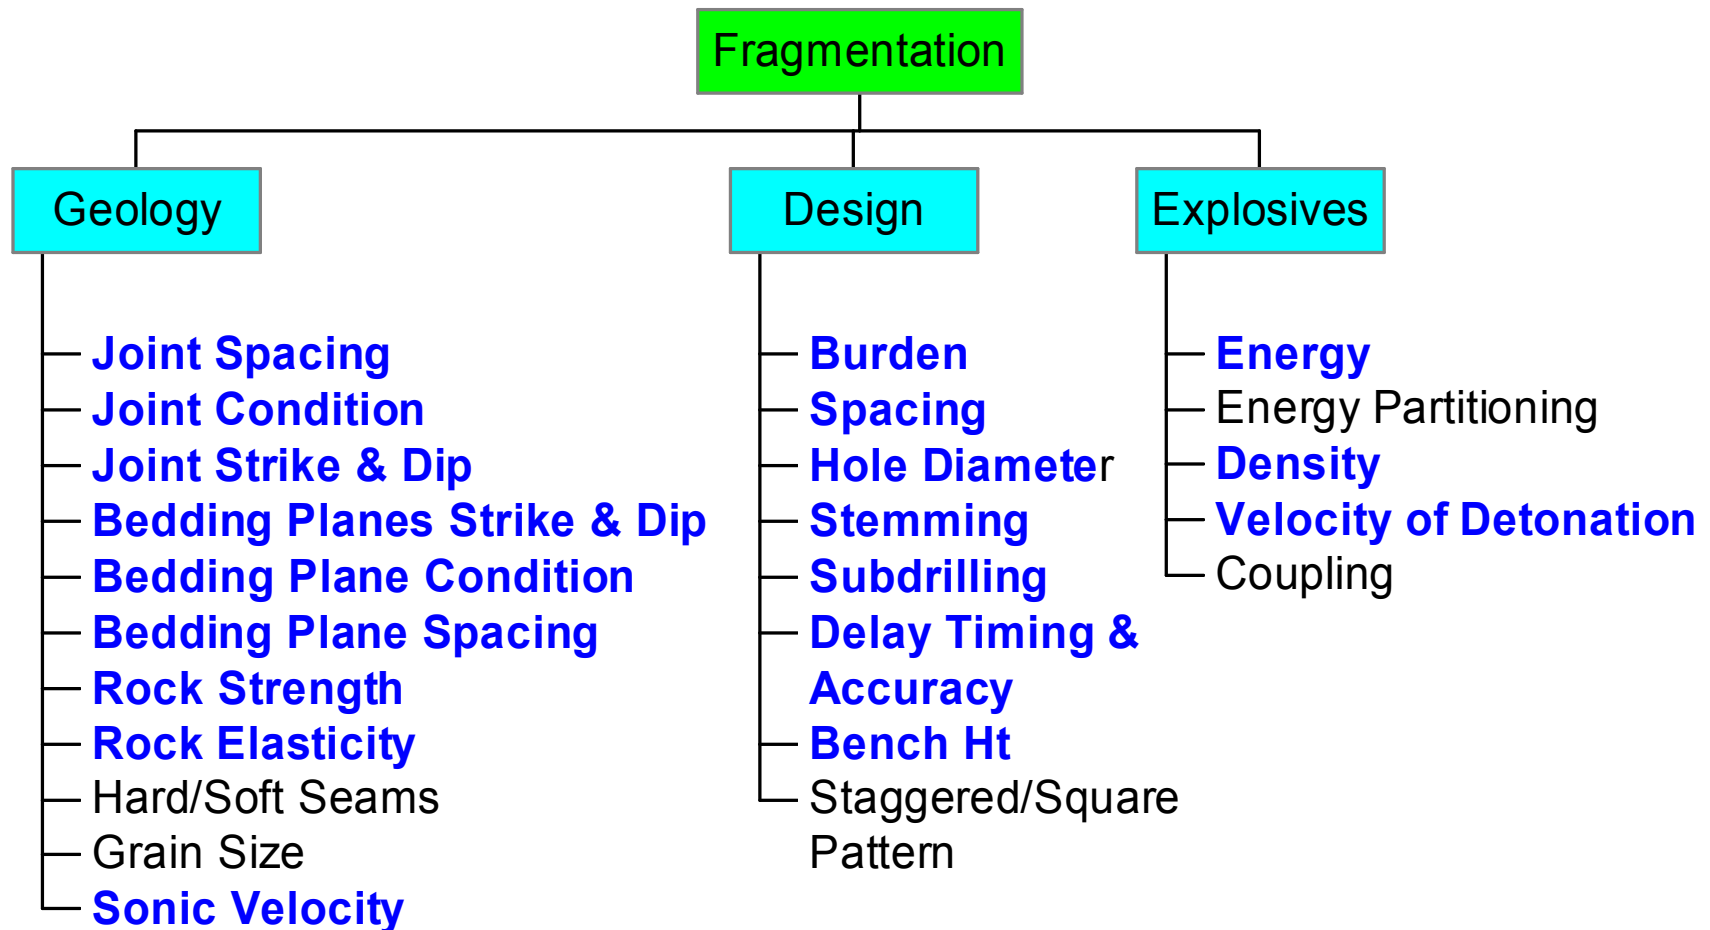 Fragmentation
Geology
Design
Explosives
Joint Spacing
Joint Condition
Joint Strike & Dip
Bedding Planes Strike & Dip
Bedding Plane Condition
Bedding Plane Spacing
Rock Strength
Rock Elasticity
Hard/Soft Seams
Grain Size
Sonic Velocity
Burden
Spacing
Hole Diameter
Stemming
Subdrilling
Delay Timing &
Accuracy
Bench Ht
Staggered/Square
Pattern
Energy
Energy Partitioning
Density
Velocity of Detonation
Coupling